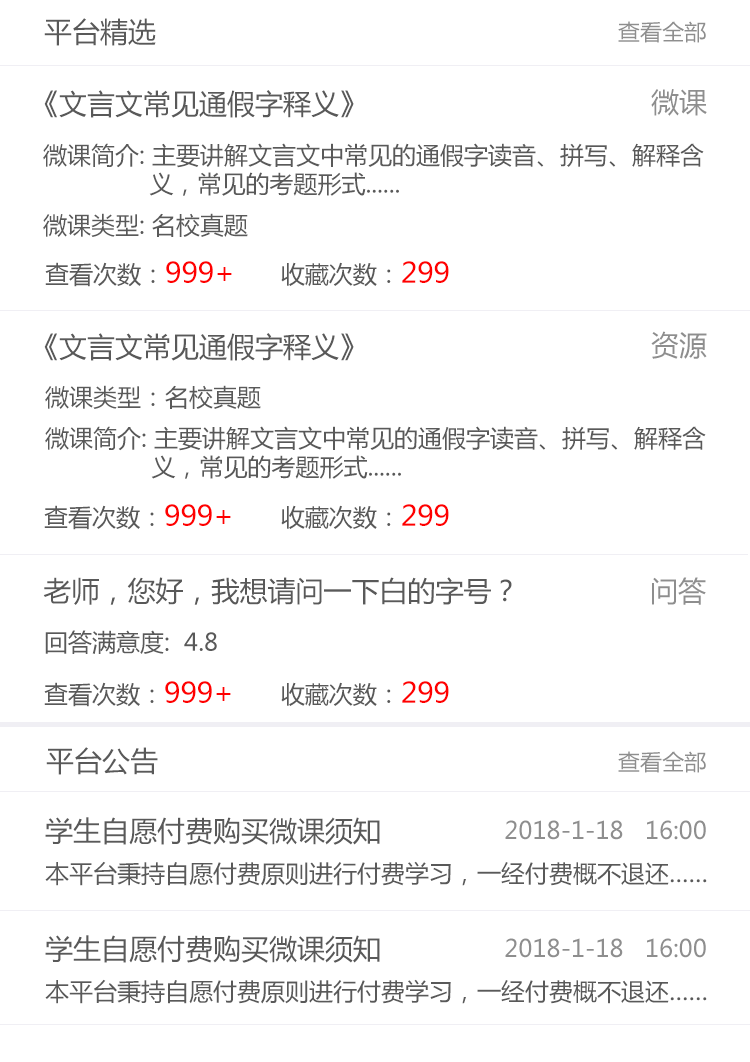 平台精选 查看全部
《文言文常见通假字释义》 微课
微课简介: 主要讲解文言文中常见的通假字读音、拼写、解释含
义，常见的考题形式......
微课类型: 名校真题
查看次数：999+ 收藏次数：299
《文言文常见通假字释义》 资源
微课类型：名校真题
微课简介: 主要讲解文言文中常见的通假字读音、拼写、解释含
义，常见的考题形式......
查看次数：999+ 收藏次数：299
老师，您好，我想请问一下白的字号？ 问答
回答满意度: 4.8
查看次数：999+ 收藏次数：299
平台公告 查看全部
学生自愿付费购买微课须知 2018-1-18 16:00
本平台秉持自愿付费原则进行付费学习，一经付费概不退还......
学生自愿付费购买微课须知 2018-1-18 16:00
本平台秉持自愿付费原则进行付费学习，一经付费概不退还......